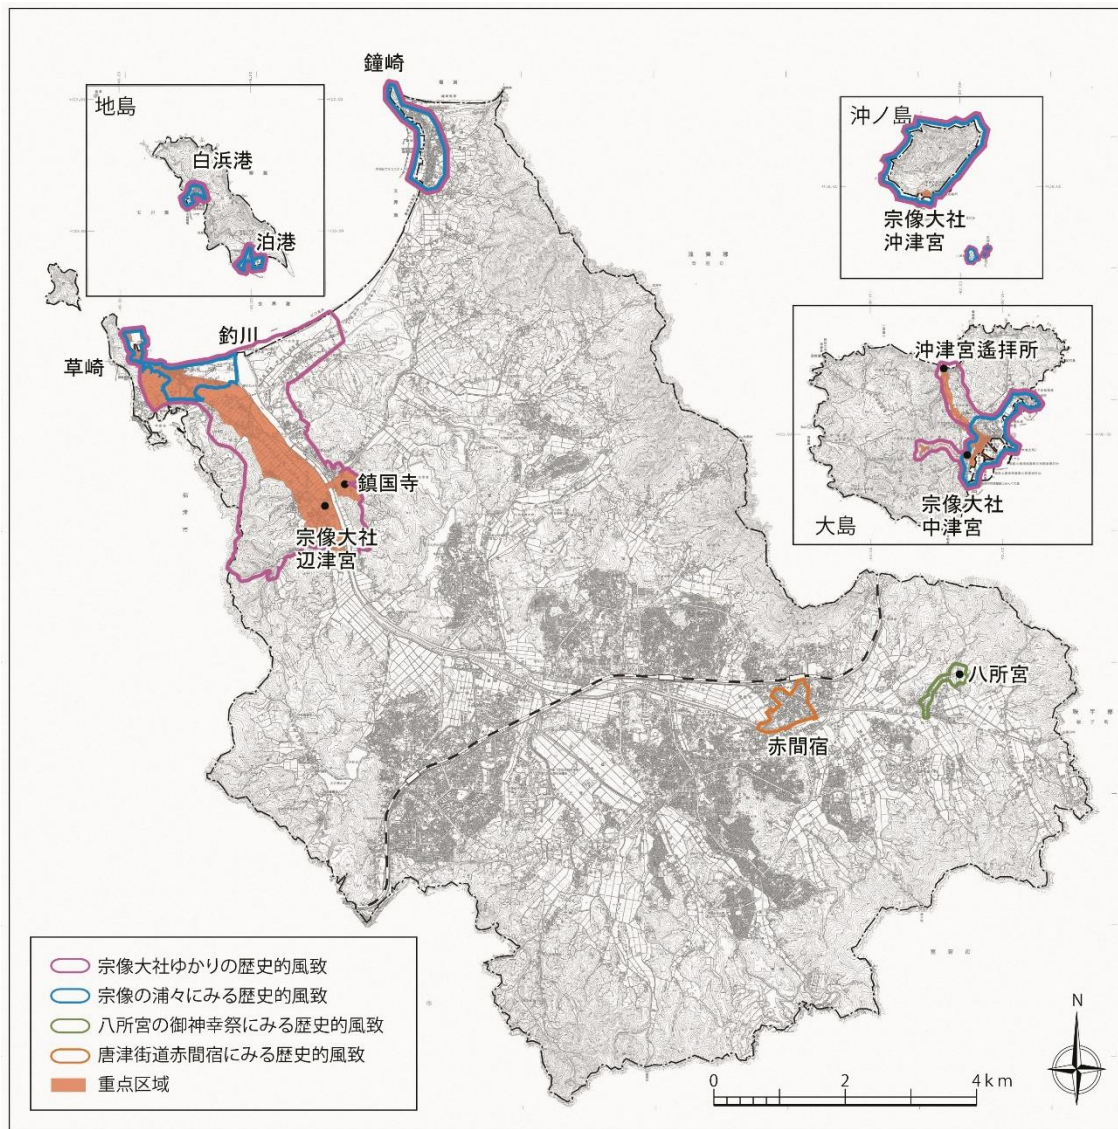 鐘崎
地島
白浜港
泊港
沖ノ島
宗像大社
沖津宮
釣川
草崎
沖津宮遙拝所
宗像大社
中津宮
大島
鎮国寺
宗像大社
辺津宮
八所宮
赤間宿
宗像大社ゆかりの歴史的風致
宗像の浦々にみる歴史的風致
八所宮の御神幸祭にみる歴史的風致
唐津街道赤間宿にみる歴史的風致
重点区域
N
0 2 4km